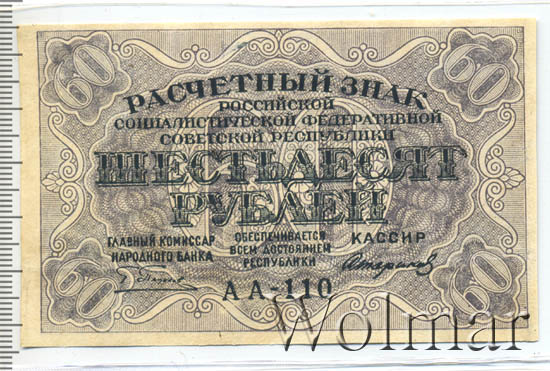 60 60
РАСЧЕТНЫЙ ЗНАК
РОССИЙСКОЙ
СОЦИАЛИСТИЧЕСКОЙ ФЕДЕРАТИВНОЙ
СОВЕТСКОЙ РЕСПУБЛИКИ
ШЕСТЬДЕСЯТ
РУБЛЕЙ
ГЛАВНЫЙ КОМИССАР
НАРОДНОГО БАНКА
ОБЕСПЕЧИВАЕТСЯ
ВСЕМ ДОСТОЯНИЕМ
РЕСПУБЛИКИ
КАССИР
60 60
АА-110
Wolmar